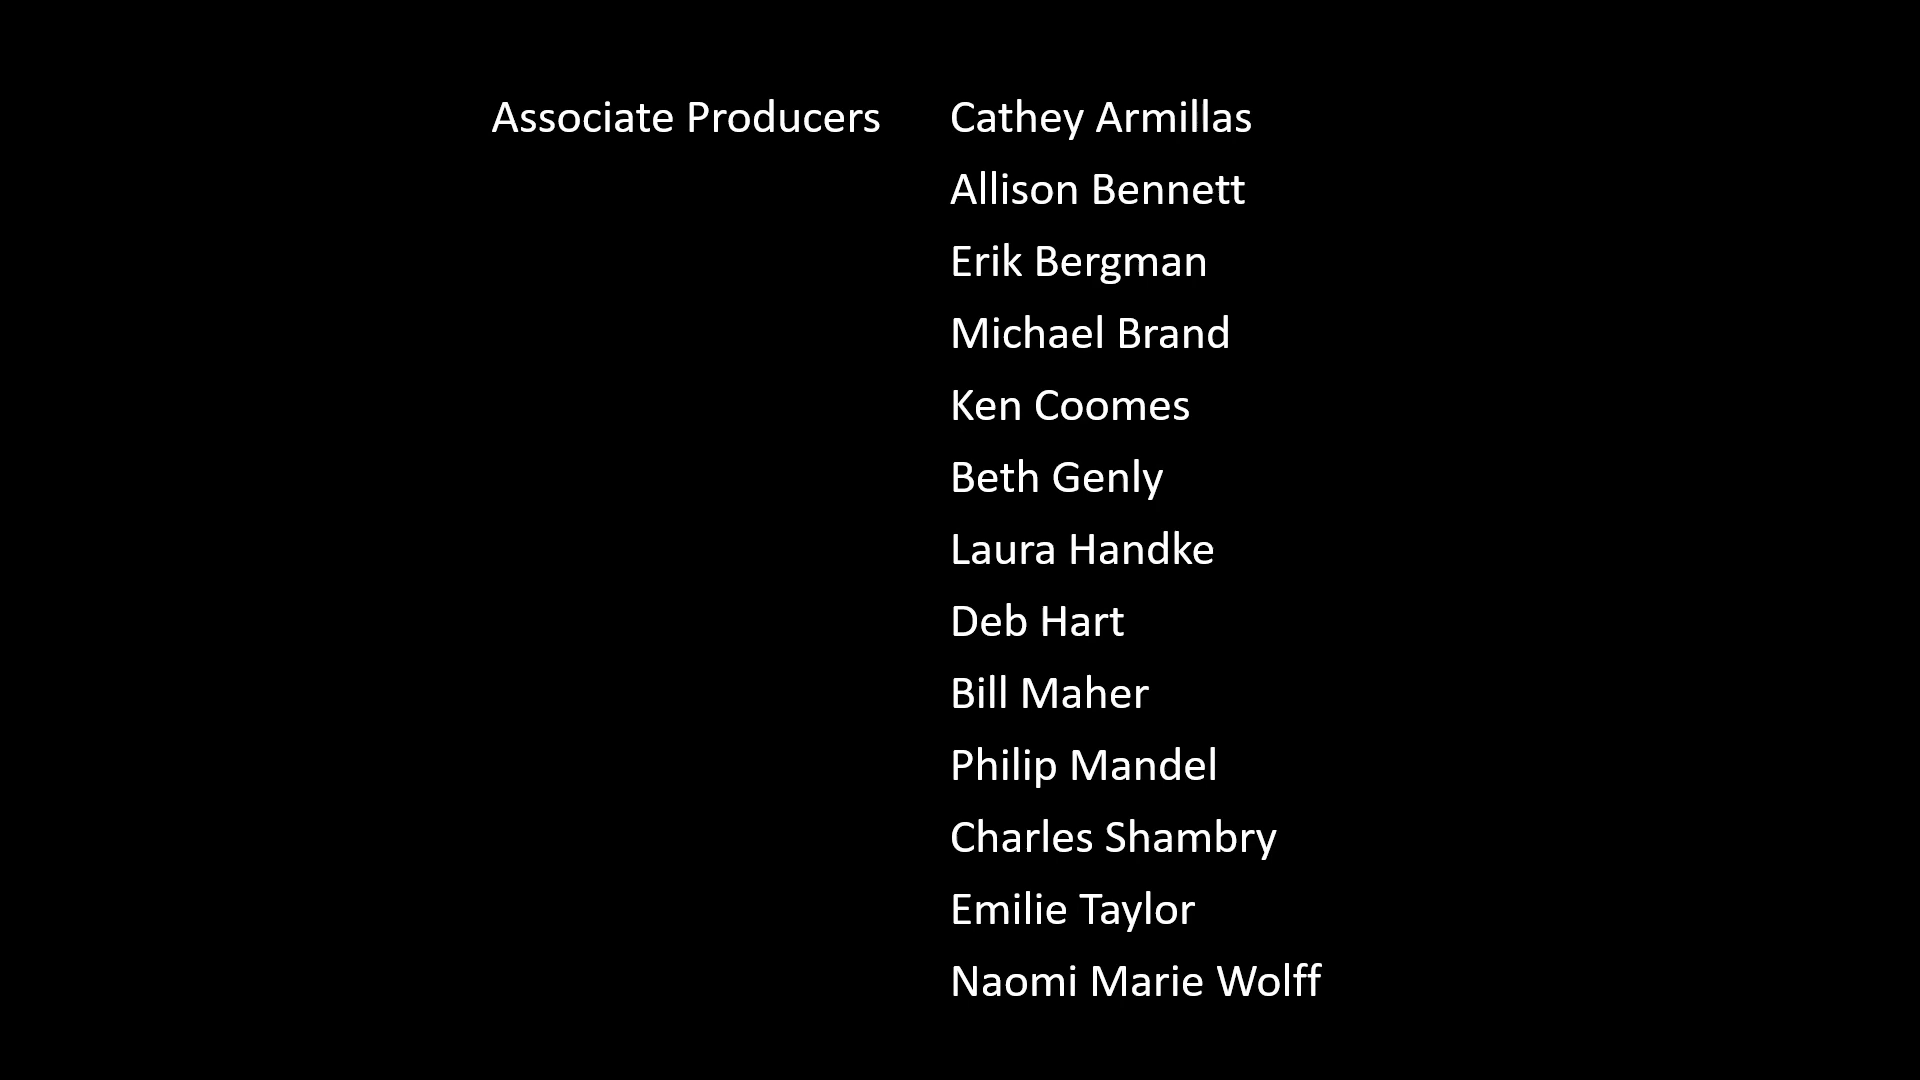 Associate Producers Cathey Armillas
Allison Bennett
Erik Bergman
Michael Brand
Ken Coomes
Beth Genly
Laura Handke
Deb Hart
Bill Maher
Philip Mandel
Charles Shambry
Emilie Taylor
Naomi Marie Wolff